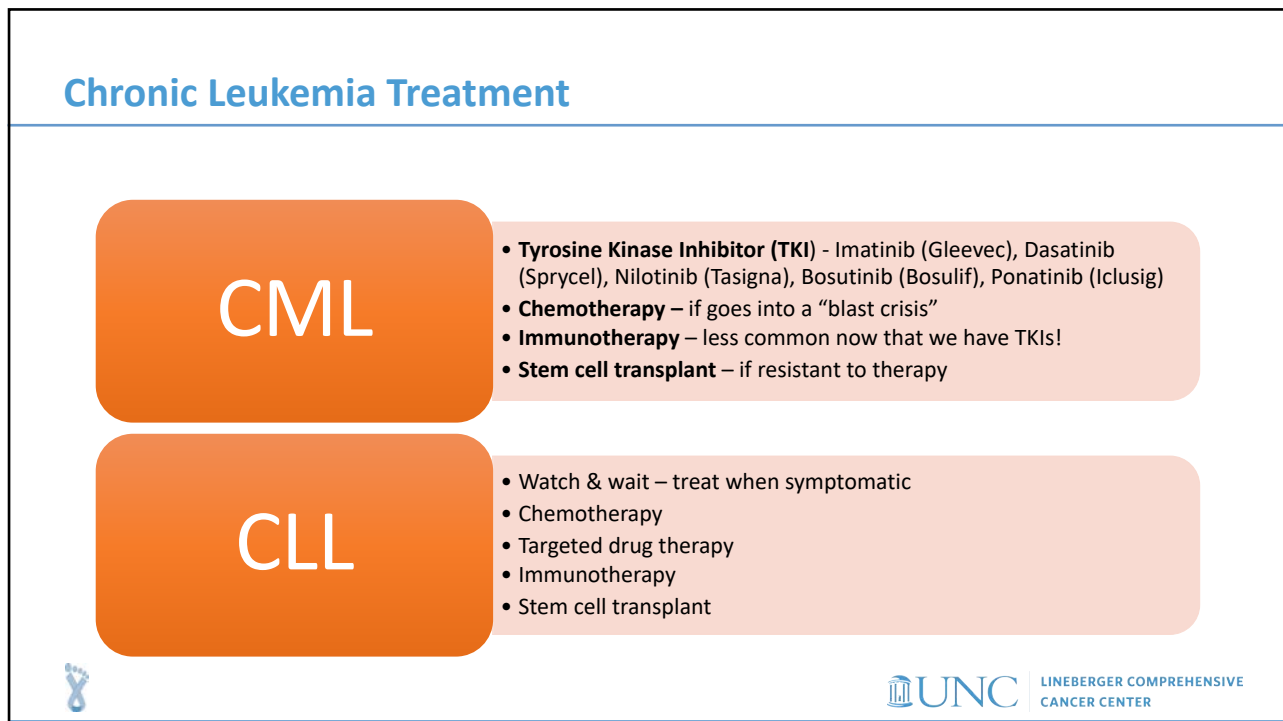 Chronic Leukemia Treatment
CML
• Tyrosine Kinase Inhibitor (TKI) - Imatinib (Gleevec), Dasatinib
(Sprycel), Nilotinib (Tasigna), Bosutinib (Bosulif), Ponatinib (Iclusig)
• Chemotherapy – if goes into a “blast crisis”
• Immunotherapy – less common now that we have TKIs!
• Stem cell transplant – if resistant to therapy
CLL
• Watch & wait – treat when symptomatic
• Chemotherapy
• Targeted drug therapy
• Immunotherapy
• Stem cell transplant
UNC
LINEBERGER COMPREHENSIVE
CANCER CENTER